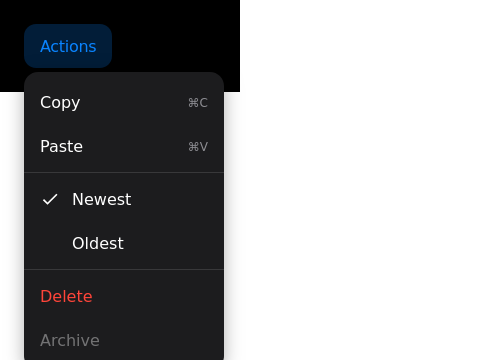 Actions
Copy ⌘C
Paste ⌘V
Newest
Oldest
Delete
Archive